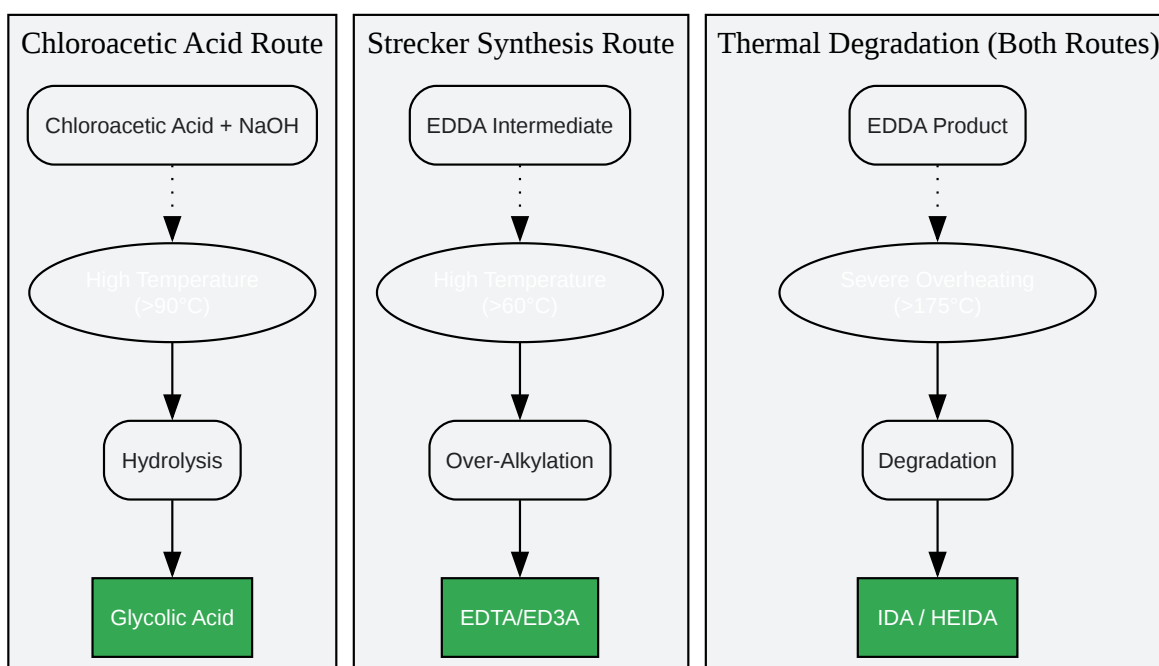 Chloroacetic Acid Route
Chloroacetic Acid + NaOH
High Temperature
(>90°C)
Hydrolysis
Glycolic Acid
Strecker Synthesis Route
EDDA Intermediate
High Temperature
(>60°C)
Over-Alkylation
EDTA/ED3A
Thermal Degradation (Both Routes)
EDDA Product
Severe Overheating
(>175°C)
Degradation
IDA / HEIDA